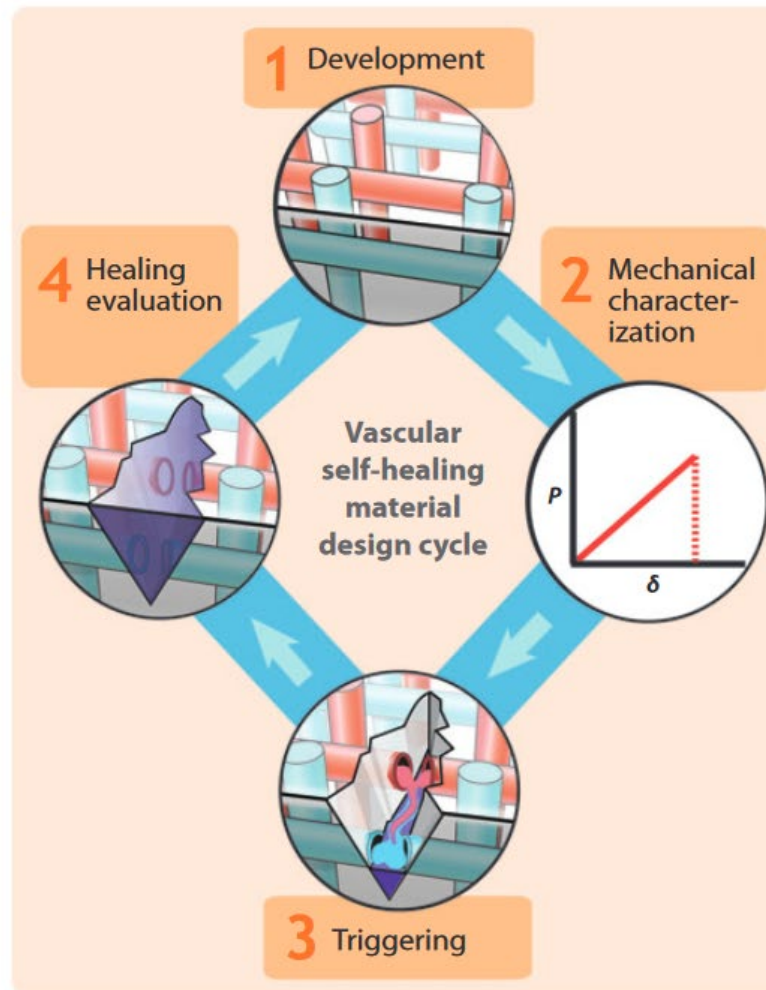 1 Development
2 Mechanical
character-
ization
P
δ
3 Triggering
4 Healing
evaluation
Vascular
self-healing
material
design cycle